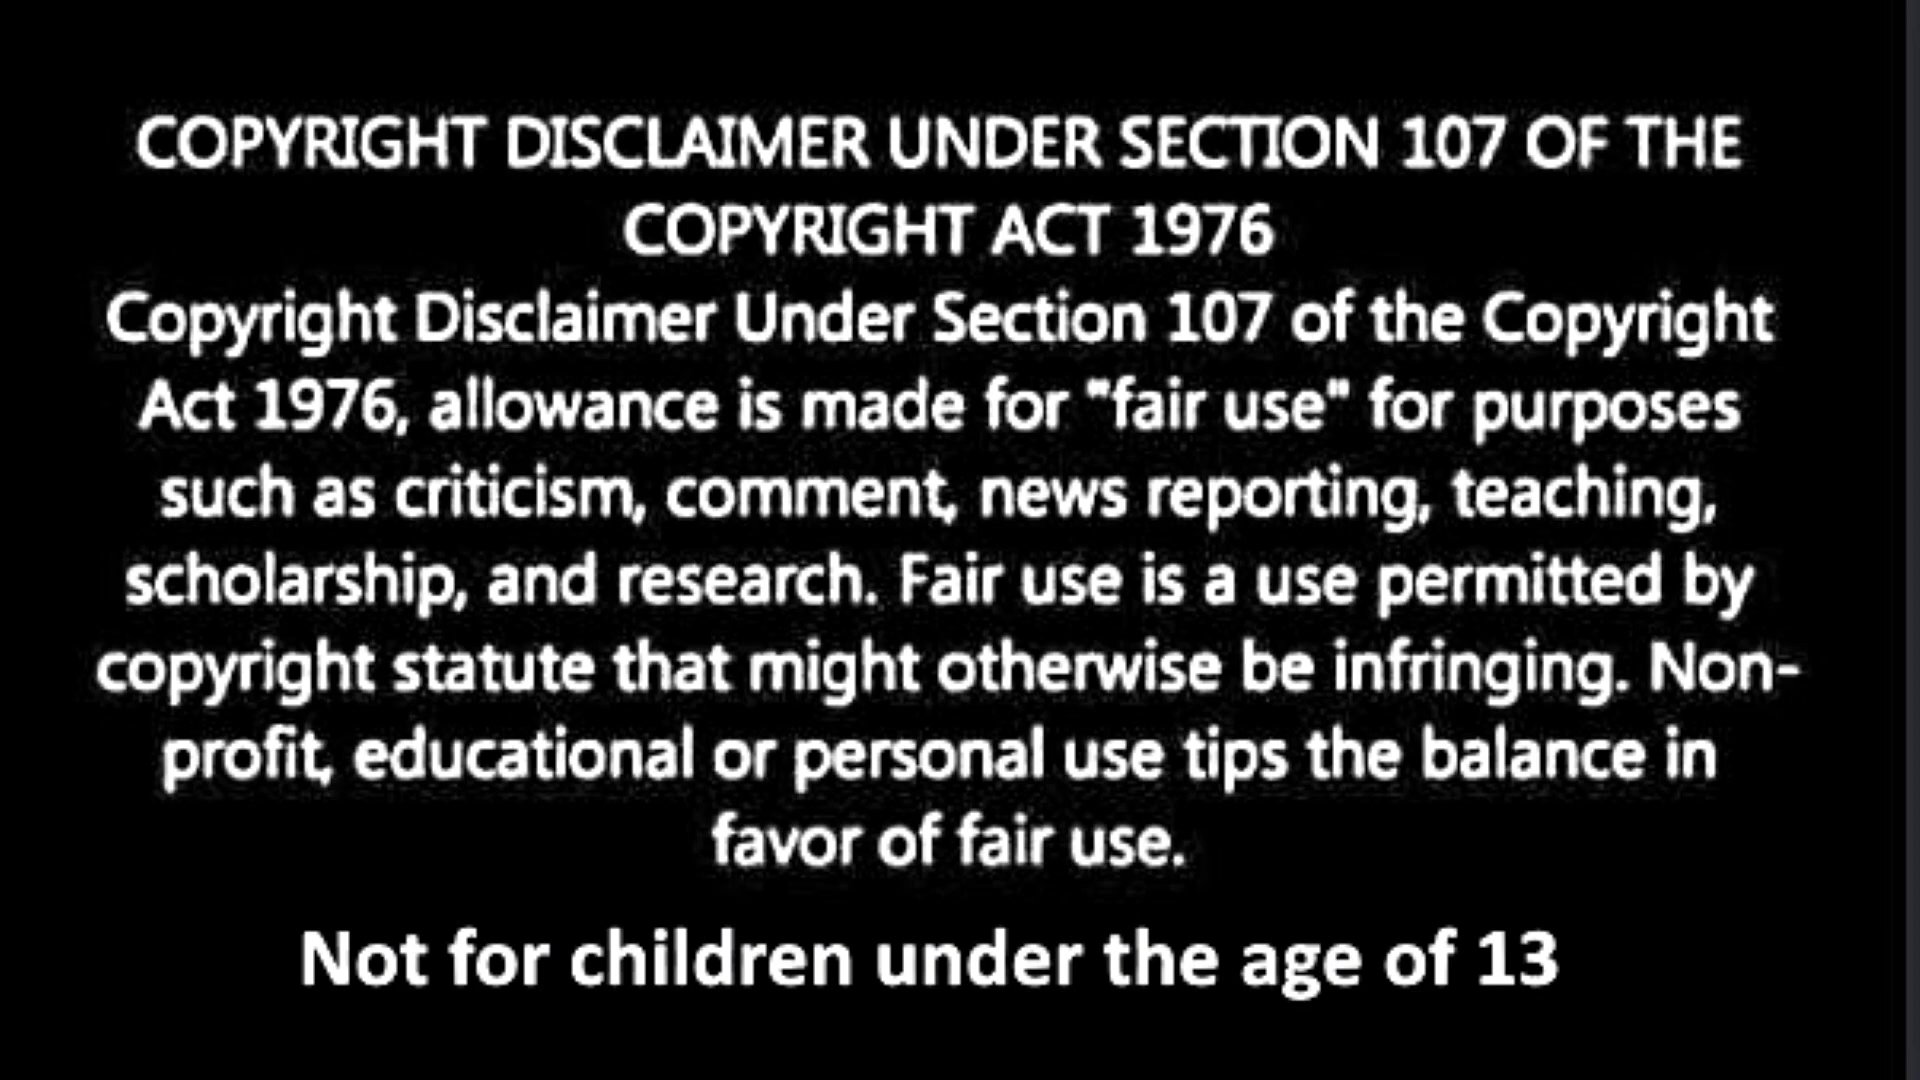 COPYRIGHT DISCLAIMER UNDER SECTION 107 OF THE
COPYRIGHT ACT 1976
Copyright Disclaimer Under Section 107 of the Copyright
Act 1976, allowance is made for "fair use" for purposes
such as criticism, comment, news reporting, teaching,
scholarship, and research. Fair use is a use permitted by
copyright statute that might otherwise be infringing. Non-
profit, educational or personal use tips the balance in
favor of fair use.
Not for children under the age of 13